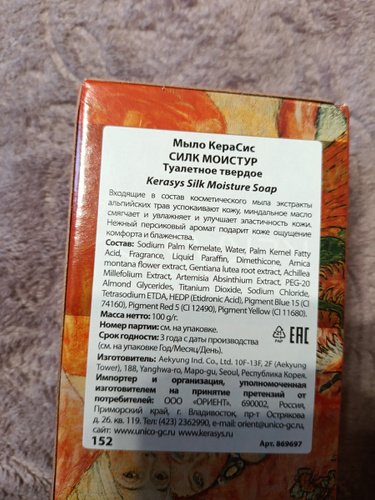 Мыло КераСис
СИЛК МОИСТУР
Туалетное твердое
Kerasys Silk Moisture Soap
Входящие в состав косметического мыла экстракты
альпийских трав успокаивают кожу, миндальное масло
смягчает и увлажняет и улучшает эластичность кожи.
Нежный персиковый аромат подарит коже ощущение
комфорта и блаженства.
Состав: Sodium Palm Kernelate, Water, Palm Kernel Fatty
Acid, Fragrance, Liquid Paraffin, Dimethicone, Arnica
montana flower extract, Gentiana lutea root extract, Achillea
Millefolium Extract, Artemisia Absinthium Extract, PEG-20
Almond Glycerides, Titanium Dioxide, Sodium Chloride,
Tetrasodium ETDA, HEDP (Etidronic Acid), Pigment Blue 15 (CI
74160), Pigment Red 5 (CI 12490), Pigment Yellow (CI 11680).
Масса нетто: 100 g/г.
Номер партии: см. на упаковке.
Срок годности: 3 года с даты производства
(см. на упаковке Год/Месяц/День).
Изготовитель: Aekyung Ind. Co., Ltd. 10F-13F, 2F (Aekyung
Tower), 188, Yanghwa-ro, Mapo-gu, Seoul, Республика Корея.
Импортер и организация, уполномоченная
изготовителем на принятие претензий от
потребителей: ООО «ОРИЕНТ», 690002, Россия,
Приморский край, г. Владивосток, пр-т Острякова
д. 26. кв. 119. Тел: (423) 2362990, e-mail: orient@unico-gc.ru,
www.unico-gc.ru, www.kerasys.ru.
152 Арт. 869697
EAC